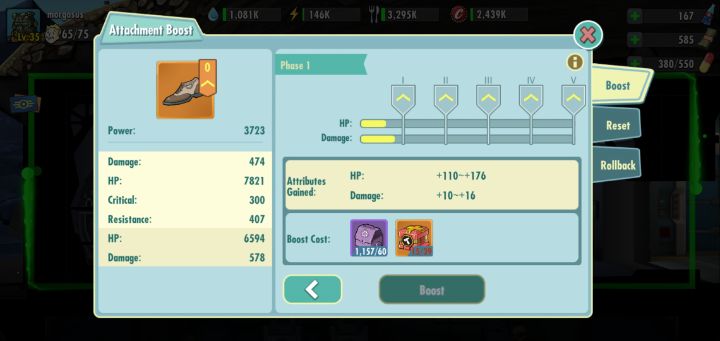 morgosus
Lv.35
65/75
1,081K
146K
3,295K
2,439K
167
585
380/550
Attachment Boost
0
Power: 3723
Damage: 474
HP: 7821
Critical: 300
Resistance: 407
HP: 6594
Damage: 578
Phase 1
I II III IV V
HP:
Damage:
Attributes Gained:
HP: +110~+176
Damage: +10~+16
Boost Cost:
1,157/60
Boost
Boost
Reset
Rollback